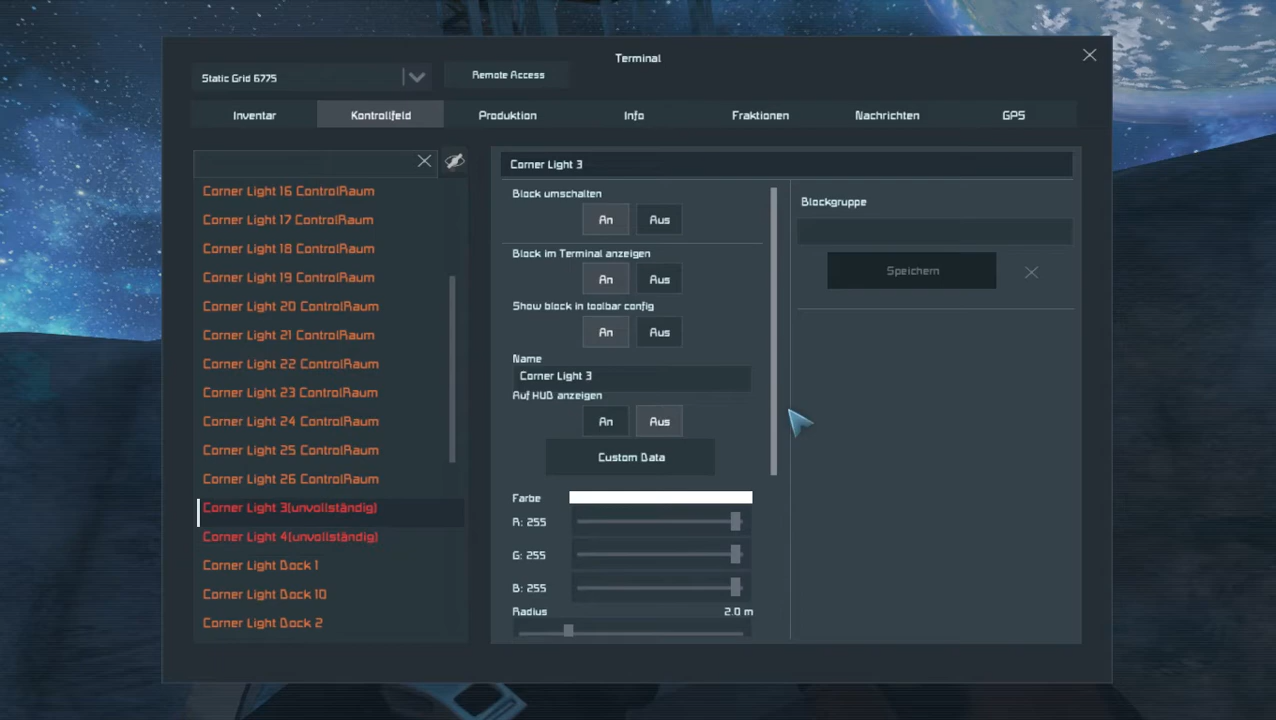 Terminal
Static Grid 6775
Remote Access
Inventar
Kontrollfeld
Produktion
Info
Fraktionen
Nachrichten
GPS
Corner Light 16 ControlRaum
Corner Light 17 ControlRaum
Corner Light 18 ControlRaum
Corner Light 19 ControlRaum
Corner Light 20 ControlRaum
Corner Light 21 ControlRaum
Corner Light 22 ControlRaum
Corner Light 23 ControlRaum
Corner Light 24 ControlRaum
Corner Light 25 ControlRaum
Corner Light 26 ControlRaum
Corner Light 3(unvollständig)
Corner Light 4(unvollständig)
Corner Light Dock 1
Corner Light Dock 10
Corner Light Dock 2
Corner Light 3
Block umschalten
An Aus
Block im Terminal anzeigen
An Aus
Show block in toolbar config
An Aus
Name
Corner Light 3
Auf HUD anzeigen
An Aus
Custom Data
Farbe
R: 255
G: 255
B: 255
Radius 2.0 m
Blockgruppe
Speichern